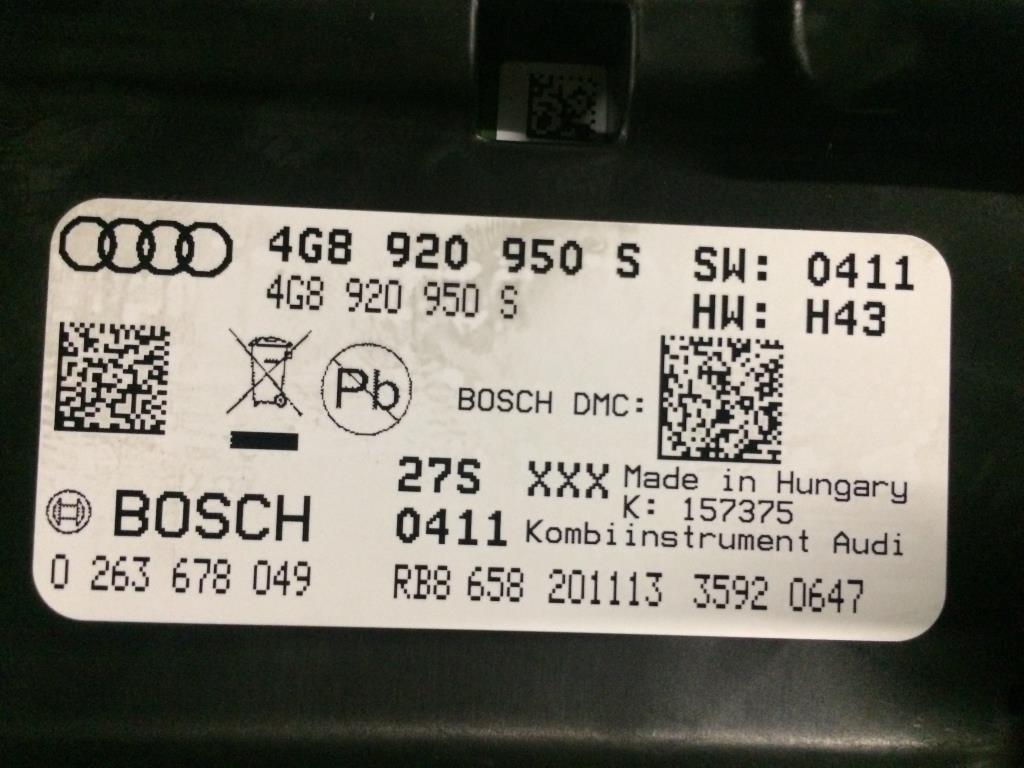 4G8 920 950 S SW: 0411
4G8 920 950 S HW: H43
Pb
BOSCH DMC:
27S XXX Made in Hungary
K: 157375
BOSCH 0411 Kombiinstrument Audi
0 263 678 049 RB8 658 201113 3592 0647